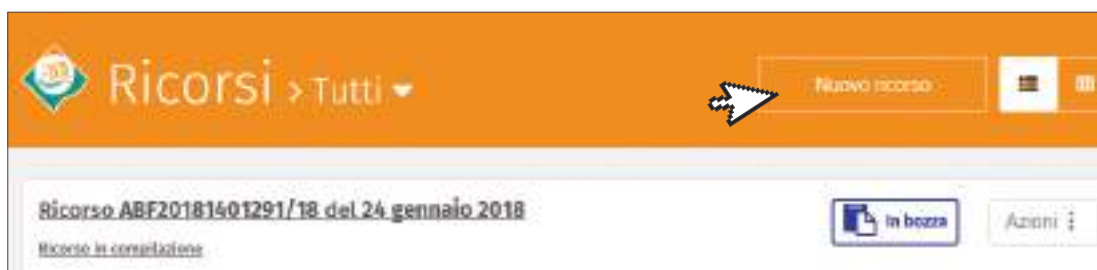 Ricorsi > Tutti
Nuovo ricorso
Ricorso ABF20181401291/18 del 24 gennaio 2018
In bozza
Azioni
Ricorso in compilazione